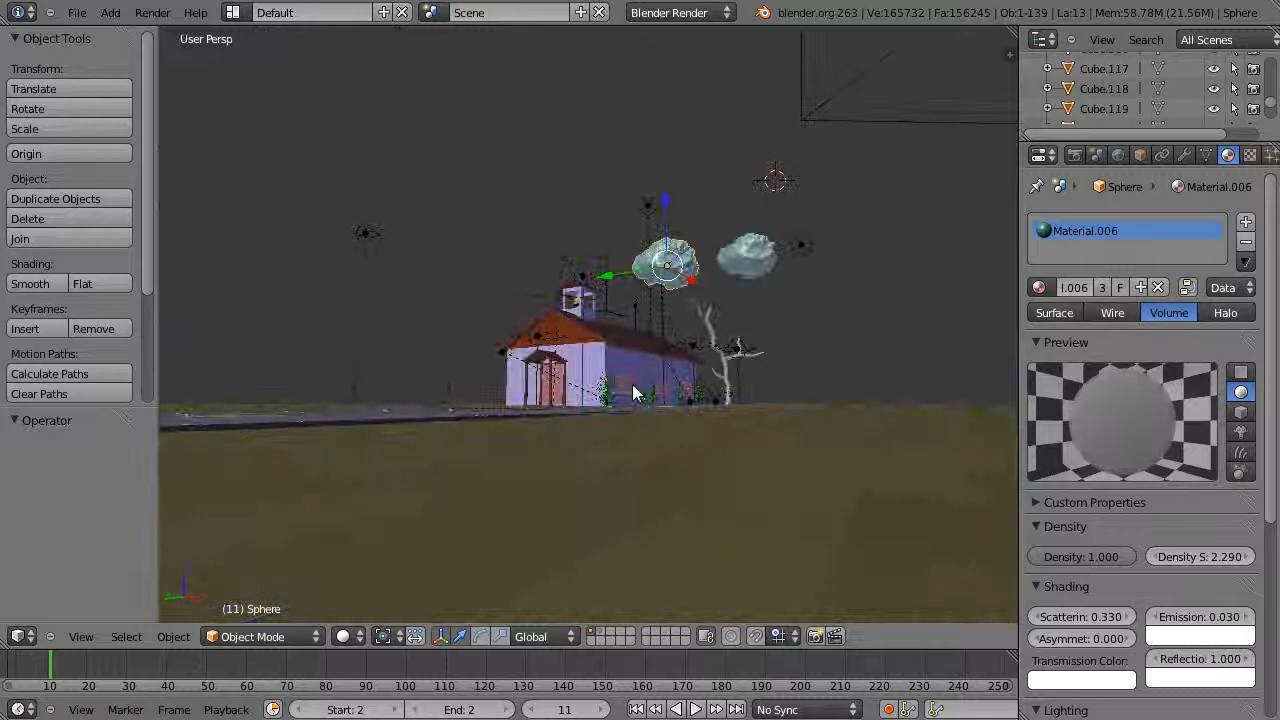 File Add Render Help Default Scene Blender Render blender.org 263 | Ve:165732 | Fa:156245 | Ob:1-139 | La:13 | Mem:58.78M (21.56M) | Sphere
Object Tools
Transform:
Translate
Rotate
Scale
Origin
Object:
Duplicate Objects
Delete
Join
Shading:
Smooth Flat
Keyframes:
Insert Remove
Motion Paths:
Calculate Paths
Clear Paths
Operator
User Persp
(11) Sphere
View Search All Scenes
Cube.117
Cube.118
Cube.119
Sphere Material.006
Material.006
l.006 3 F Data
Surface Wire Volume Halo
Preview
Custom Properties
Density
Density: 1.000 Density S: 2.290
Shading
Scatterin: 0.330 Emission: 0.030
Asymmet: 0.000
Transmission Color: Reflectio: 1.000
Lighting
View Select Object Object Mode Global
10 20 30 40 50 60 70 80 90 100 110 120 130 140 150 160 170 180 190 200 210 220 230 240 250
View Marker Frame Playback Start: 2 End: 2 11 No Sync